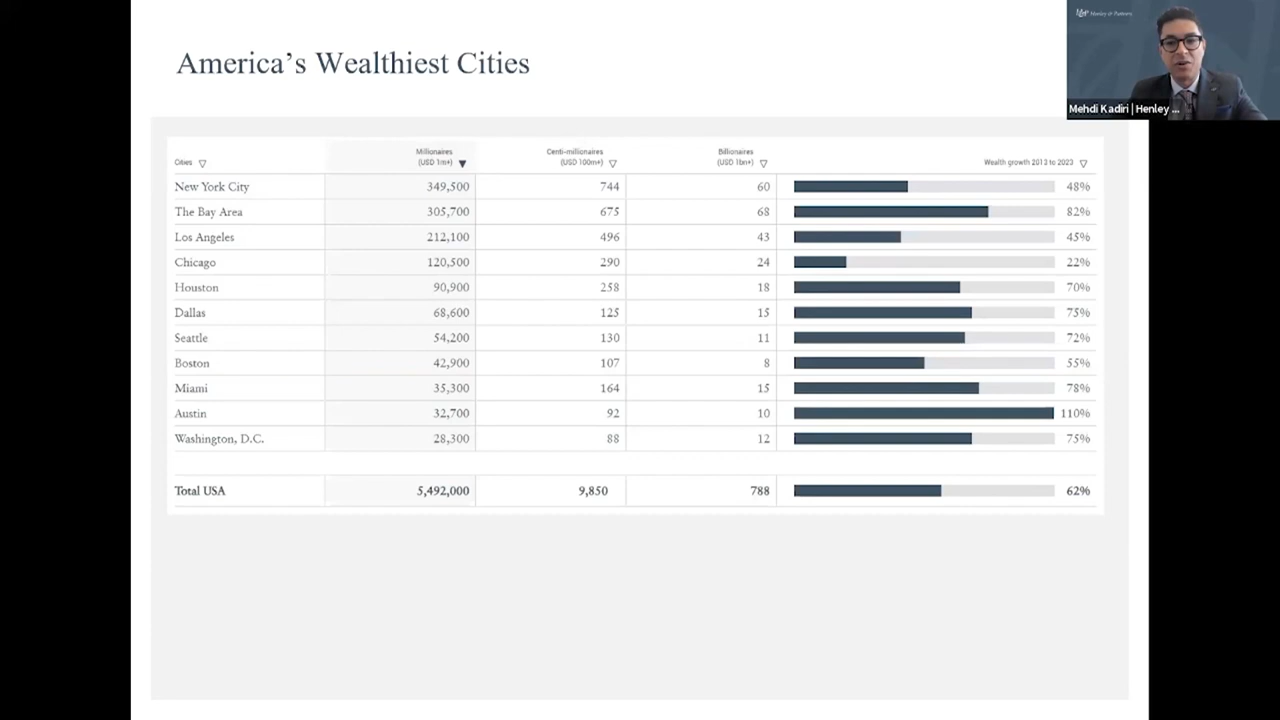 America's Wealthiest Cities
Henley & Partners
Mehdi Kadiri | Henley ...
Cities Millionaires (USD 1m+) Centi-millionaires (USD 100m+) Billionaires (USD 1bn+) Wealth growth 2013 to 2023
New York City 349,500 744 60 48%
The Bay Area 305,700 675 68 82%
Los Angeles 212,100 496 43 45%
Chicago 120,500 290 24 22%
Houston 90,900 258 18 70%
Dallas 68,600 125 15 75%
Seattle 54,200 130 11 72%
Boston 42,900 107 8 55%
Miami 35,300 164 15 78%
Austin 32,700 92 10 110%
Washington, D.C. 28,300 88 12 75%
Total USA 5,492,000 9,850 788 62%